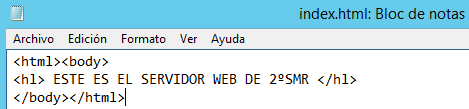 index.html: Bloc de notas
Archivo Edición Formato Ver Ayuda
<html><body>
<h1> ESTE ES EL SERVIDOR WEB DE 2ºSMR </h1>
</body></html>